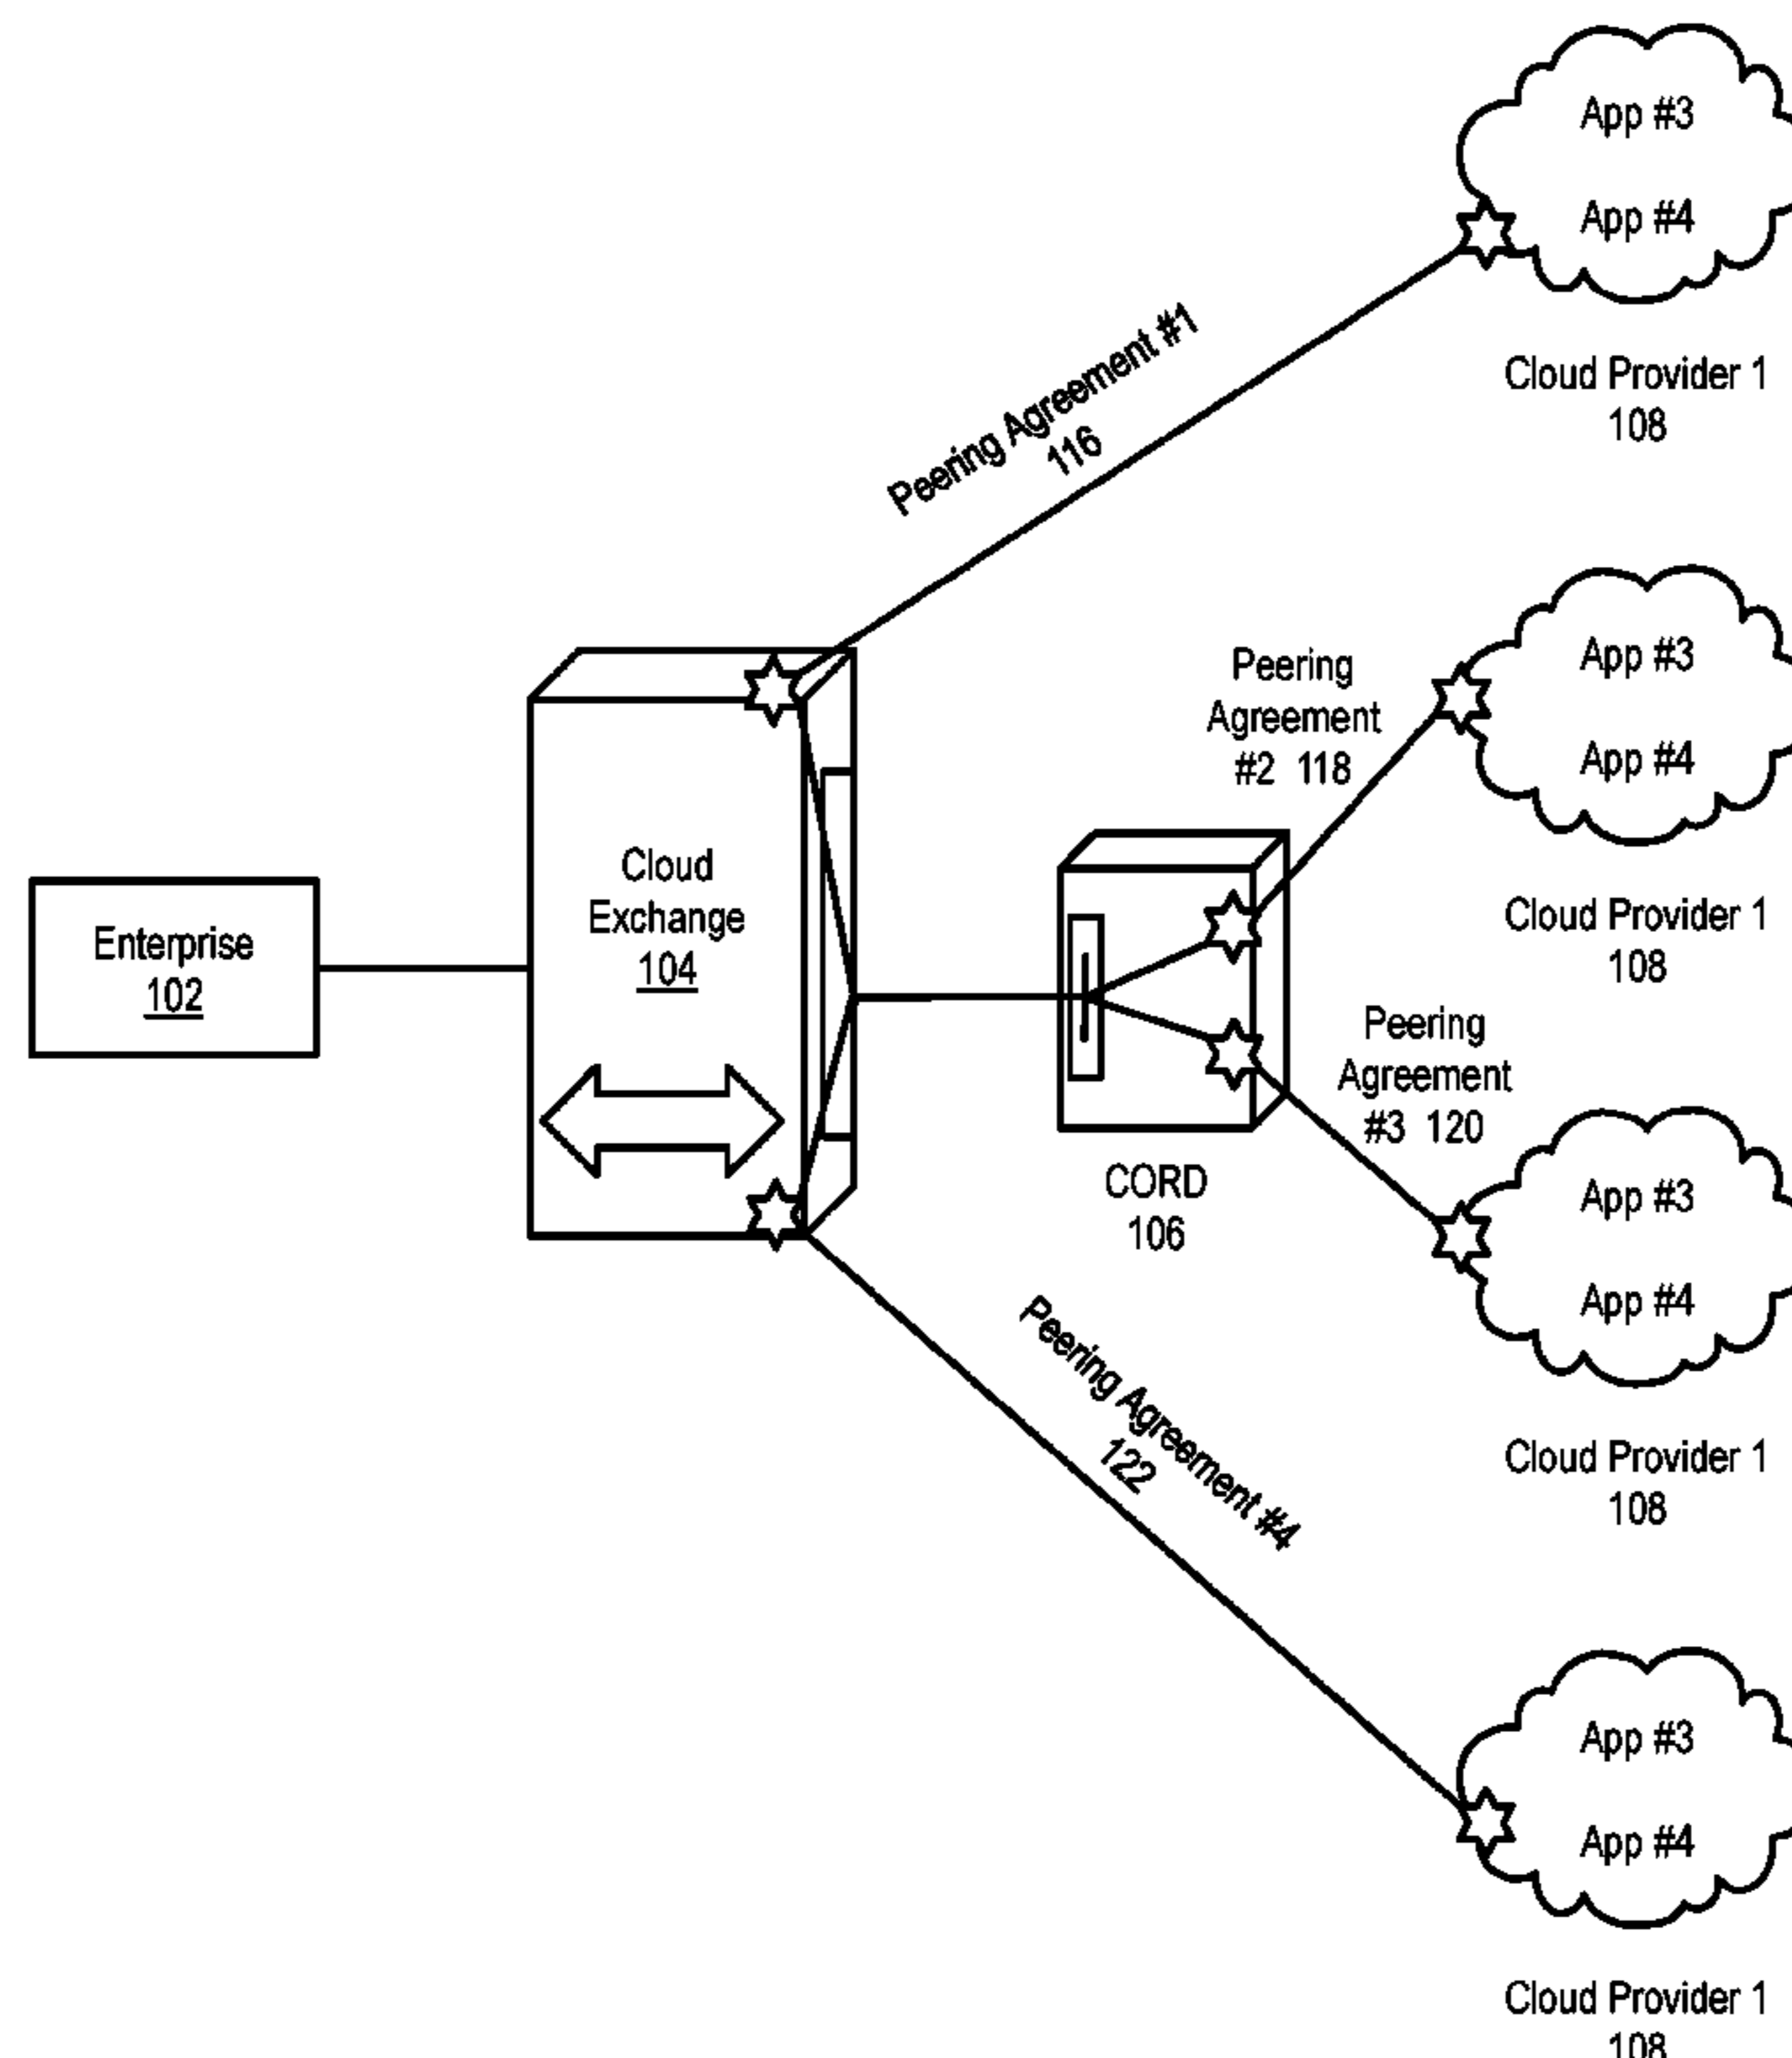 App #3
App #4
Cloud Provider 1
108
Peering Agreement #1
116
App #3
App #4
Cloud Provider 1
108
Peering
Agreement
#2 118
Cloud
Exchange
104
Enterprise
102
Peering
Agreement
#3 120
CORD
106
App #3
App #4
Cloud Provider 1
108
Peering Agreement #4
122
App #3
App #4
Cloud Provider 1
108